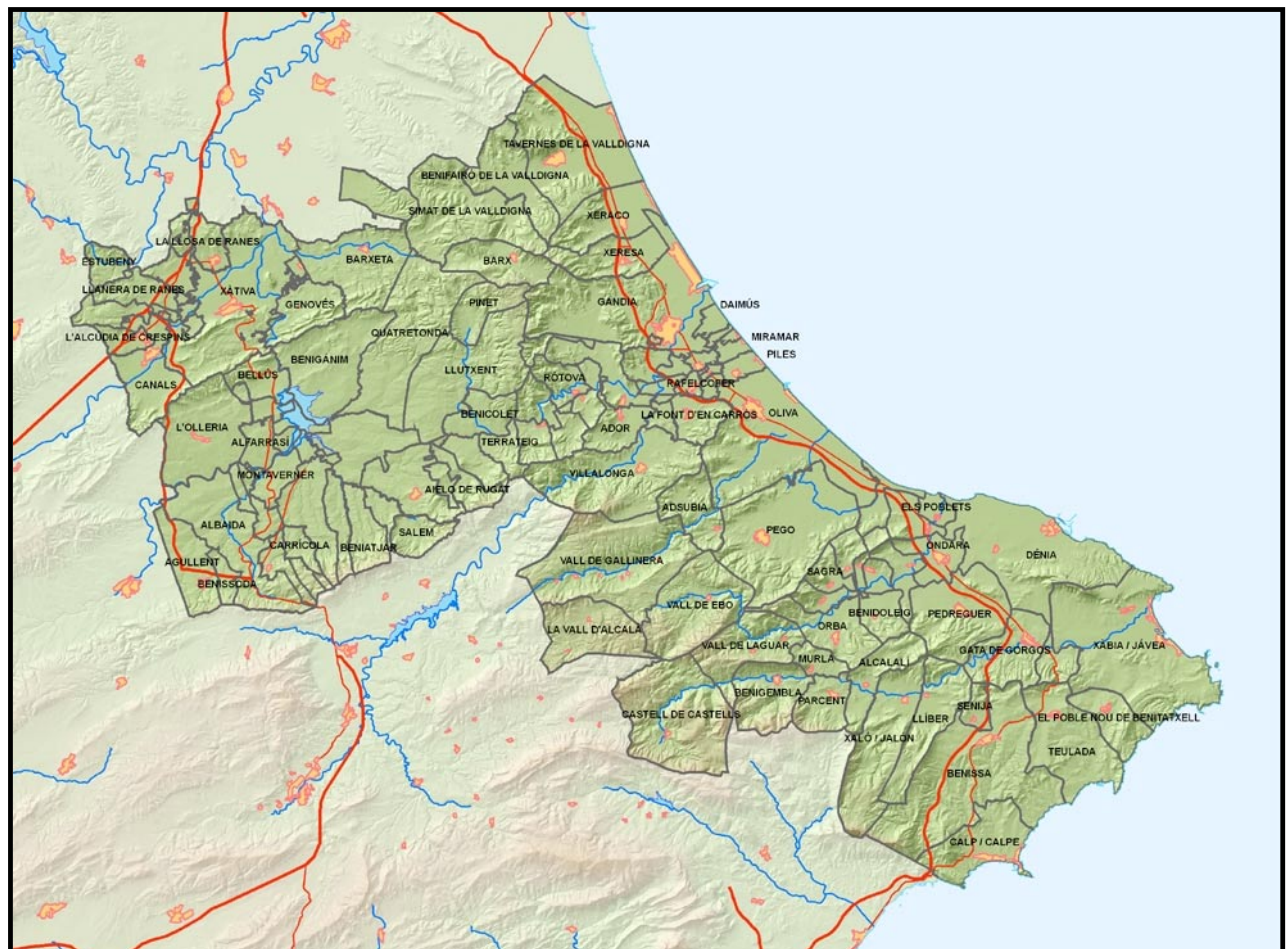 TAVERNES DE LA VALLDIGNA
BENIFAIRÓ DE LA VALLDIGNA
SIMAT DE LA VALLDIGNA
XERACO
LA LLOSA DE RANES
XERESA
BARXETA
BARX
ESTUBENY
LLANERA DE RANES
XÀTIVA
GENOVÉS
PINET
GANDIA
DAIMÚS
L'ALCÚDIA DE CRESPINS
QUATRETONDA
MIRAMAR
PILES
BENIGÀNIM
LLUTXENT
BELLÚS
CANALS
RÓTOVA
RAFELCOFER
BENICOLET
LA FONT D'EN CARRÒS
OLIVA
L'OLLERIA
ADOR
ALFARRASÍ
TERRATEIG
MONTAVERNER
VILLALONGA
AIELO DE RUGAT
ADSUBIA
ELS POBLETS
ALBAIDA
SALEM
PEGO
CARRÍCOLA
BENIATJAR
ONDARA
DÉNIA
AGULLENT
VALL DE GALLINERA
BENISSODA
SAGRA
VALL DE EBO
BENIDOLEIG
PEDREGUER
LA VALL D'ALCALÀ
ORBA
VALL DE LAGUAR
GATA DE GORGOS
XÀBIA / JÁVEA
MURLA
ALCALALÍ
BENIGEMBLA
PARCENT
SENIJA
CASTELL DE CASTELLS
LLÍBER
EL POBLE NOU DE BENITATXELL
XALÓ / JALÓN
TEULADA
BENISSA
CALP / CALPE